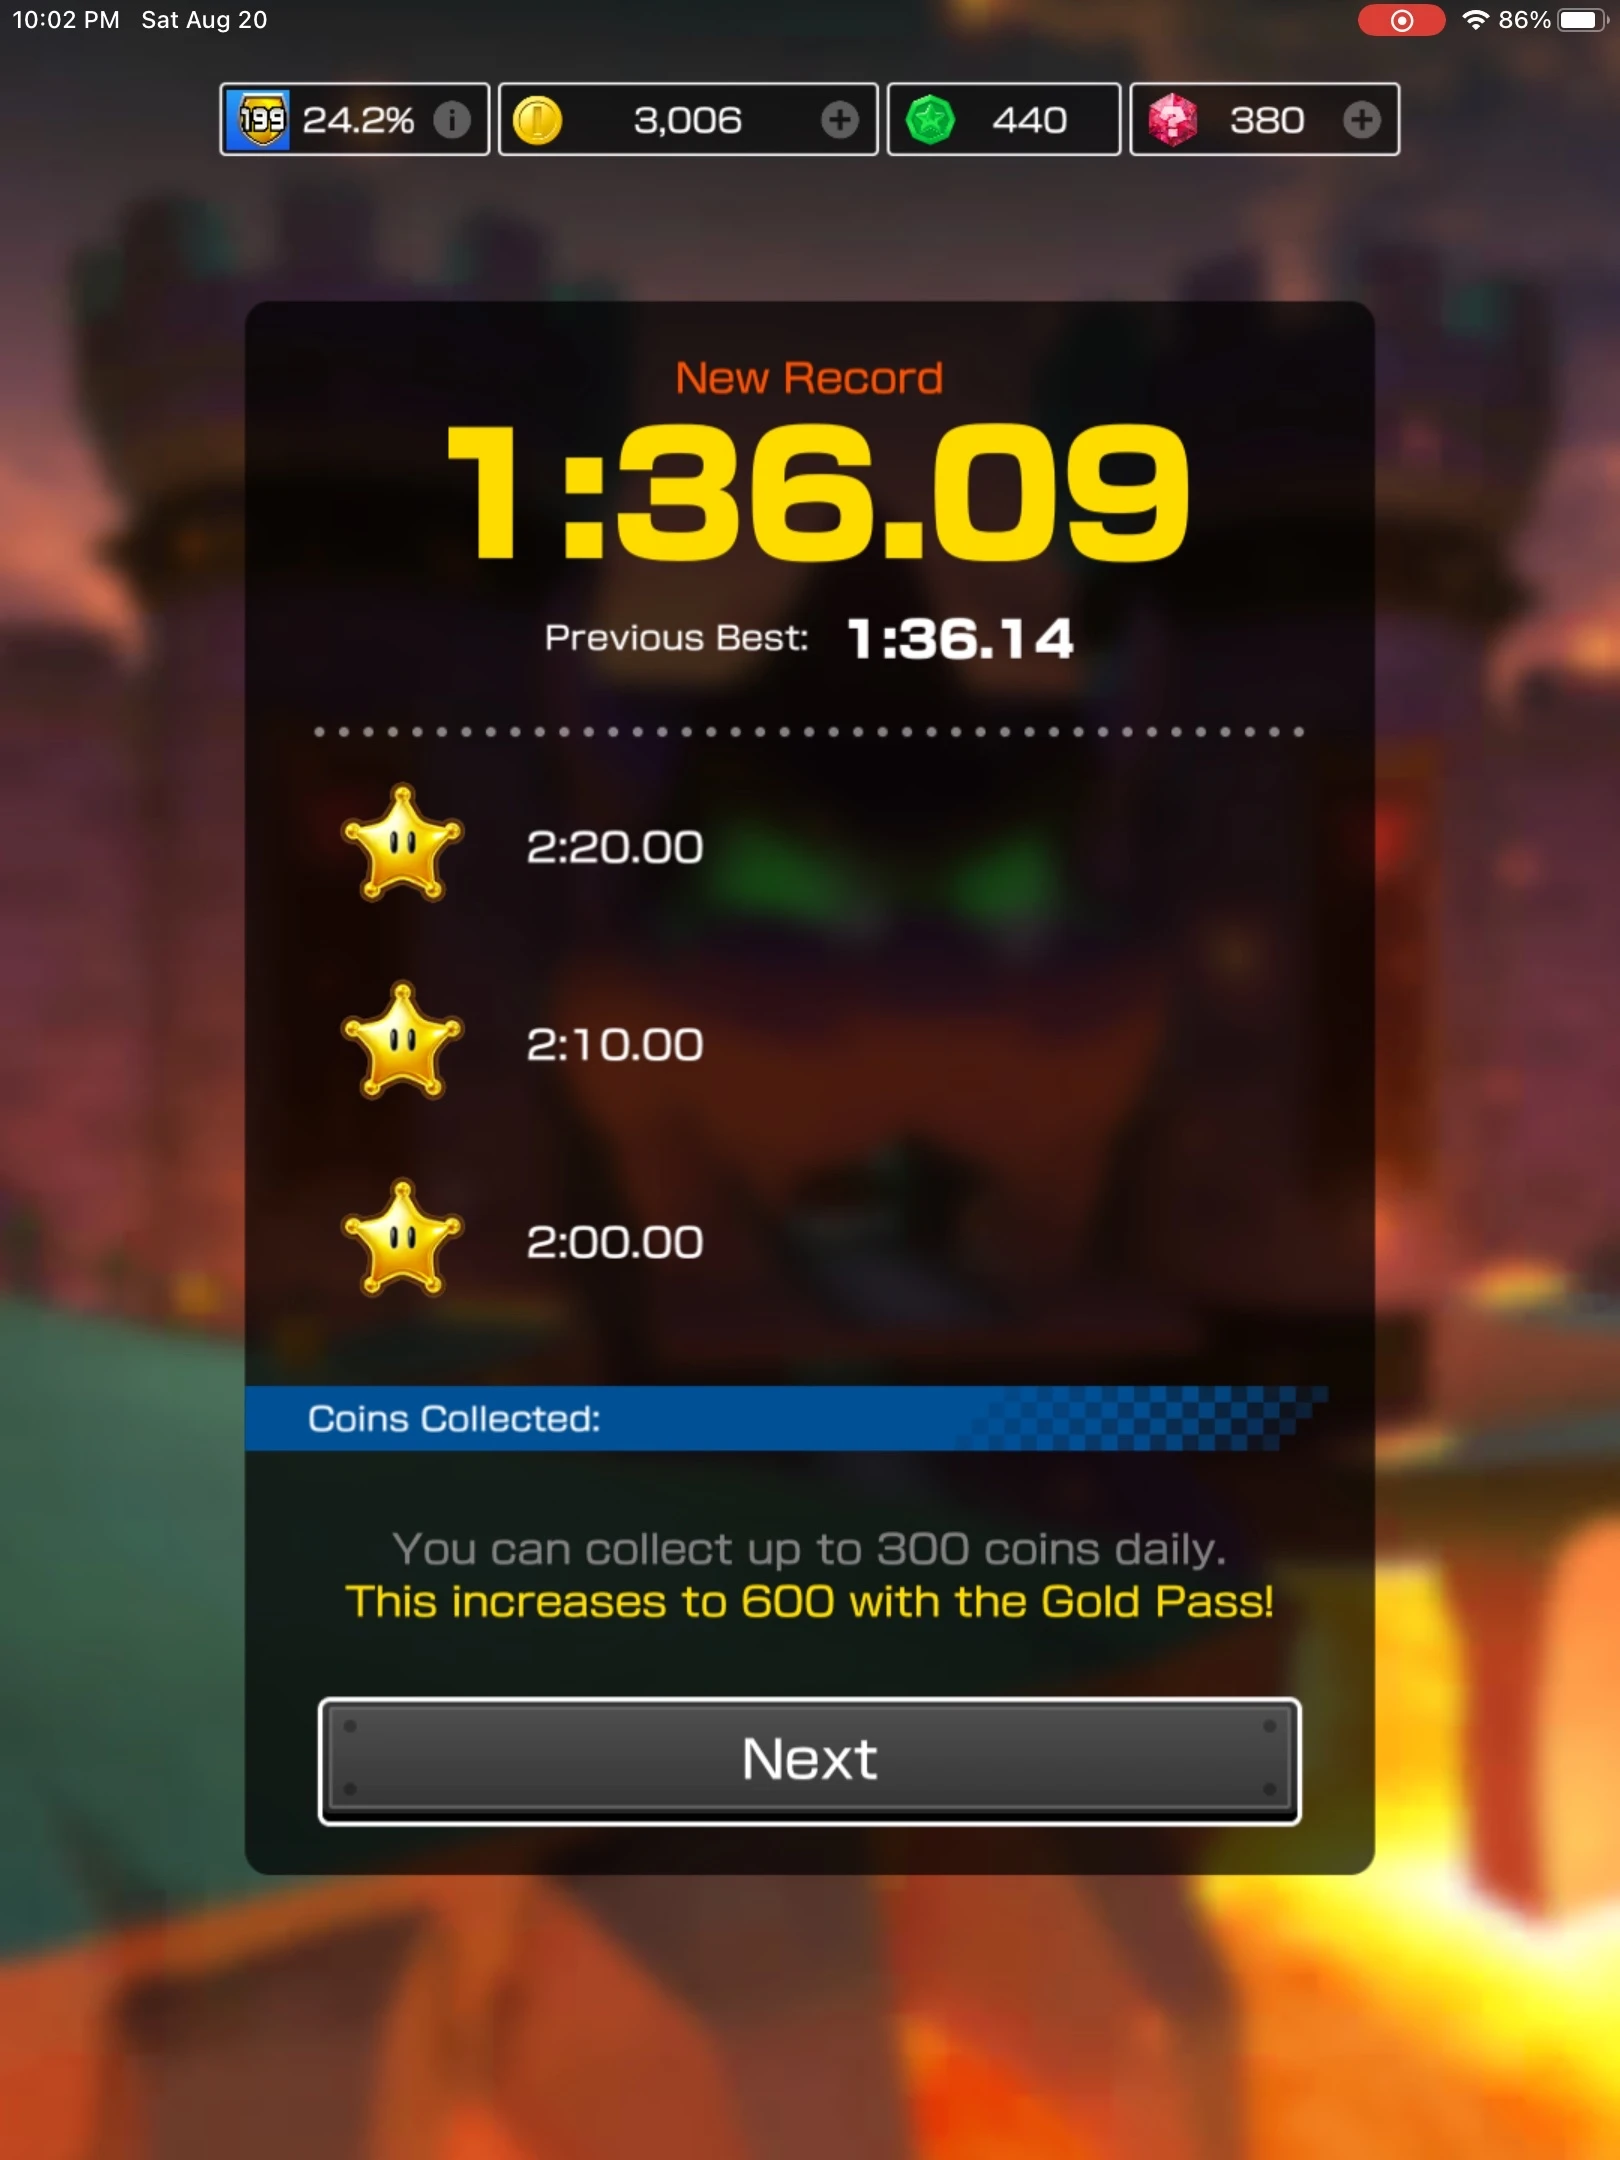 10:02 PM Sat Aug 20 86%
199 24.2% i 3,006 + 440 ? 380 +
New Record
1:36.09
Previous Best: 1:36.14
2:20.00
2:10.00
2:00.00
Coins Collected:
You can collect up to 300 coins daily.
This increases to 600 with the Gold Pass!
Next